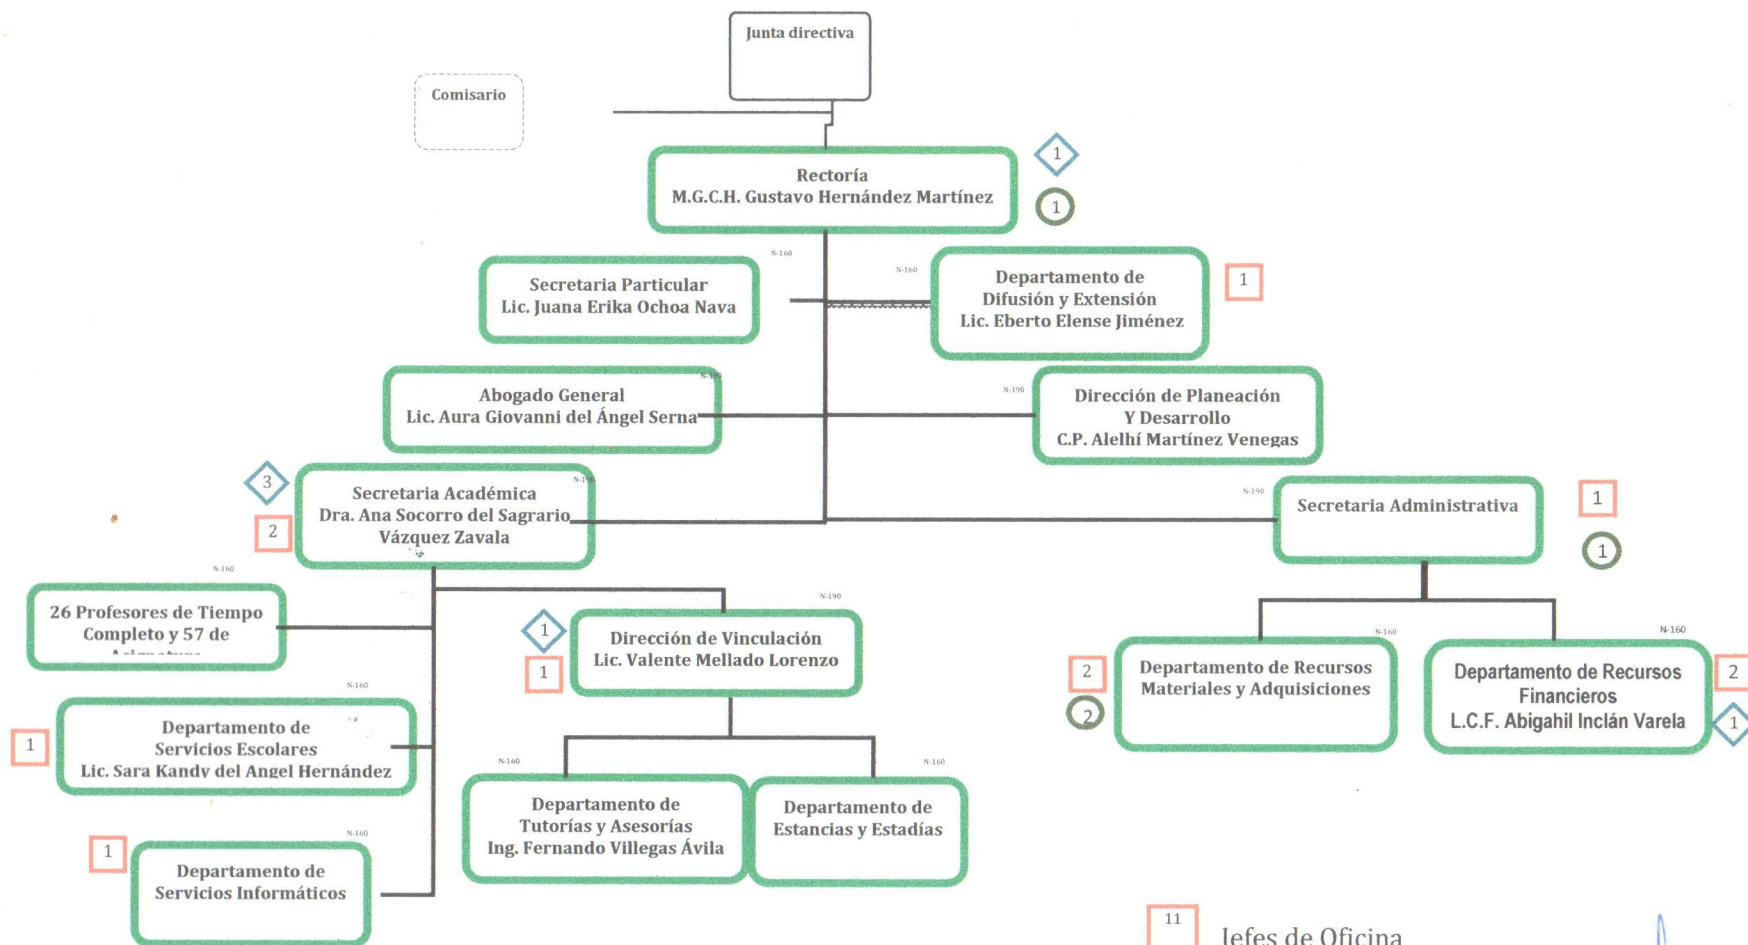 Junta directiva
Comisario
1
Rectoría
M.G.C.H. Gustavo Hernández Martínez
1
N-160
Secretaria Particular
Lic. Juana Erika Ochoa Nava
N-160
Departamento de
Difusión y Extensión
Lic. Eberto Elense Jiménez
1
N-190
Abogado General
Lic. Aura Giovanni del Ángel Serna
N-190
Dirección de Planeación
Y Desarrollo
C.P. Alelhí Martínez Venegas
3
2
N-190
Secretaria Académica
Dra. Ana Socorro del Sagrario
Vázquez Zavala
N-190
Secretaria Administrativa
1
1
N-160
26 Profesores de Tiempo
Completo y 57 de
N-190
1
1
Dirección de Vinculación
Lic. Valente Mellado Lorenzo
N-160
2
2
Departamento de Recursos
Materiales y Adquisiciones
N-160
Departamento de Recursos
Financieros
L.C.F. Abigahil Inclán Varela
2
1
N-160
1
Departamento de
Servicios Escolares
Lic. Sara Kandy del Angel Hernández
N-160
Departamento de
Tutorías y Asesorías
Ing. Fernando Villegas Ávila
N-160
Departamento de
Estancias y Estadías
N-160
1
Departamento de
Servicios Informáticos
11
Jefes de Oficina